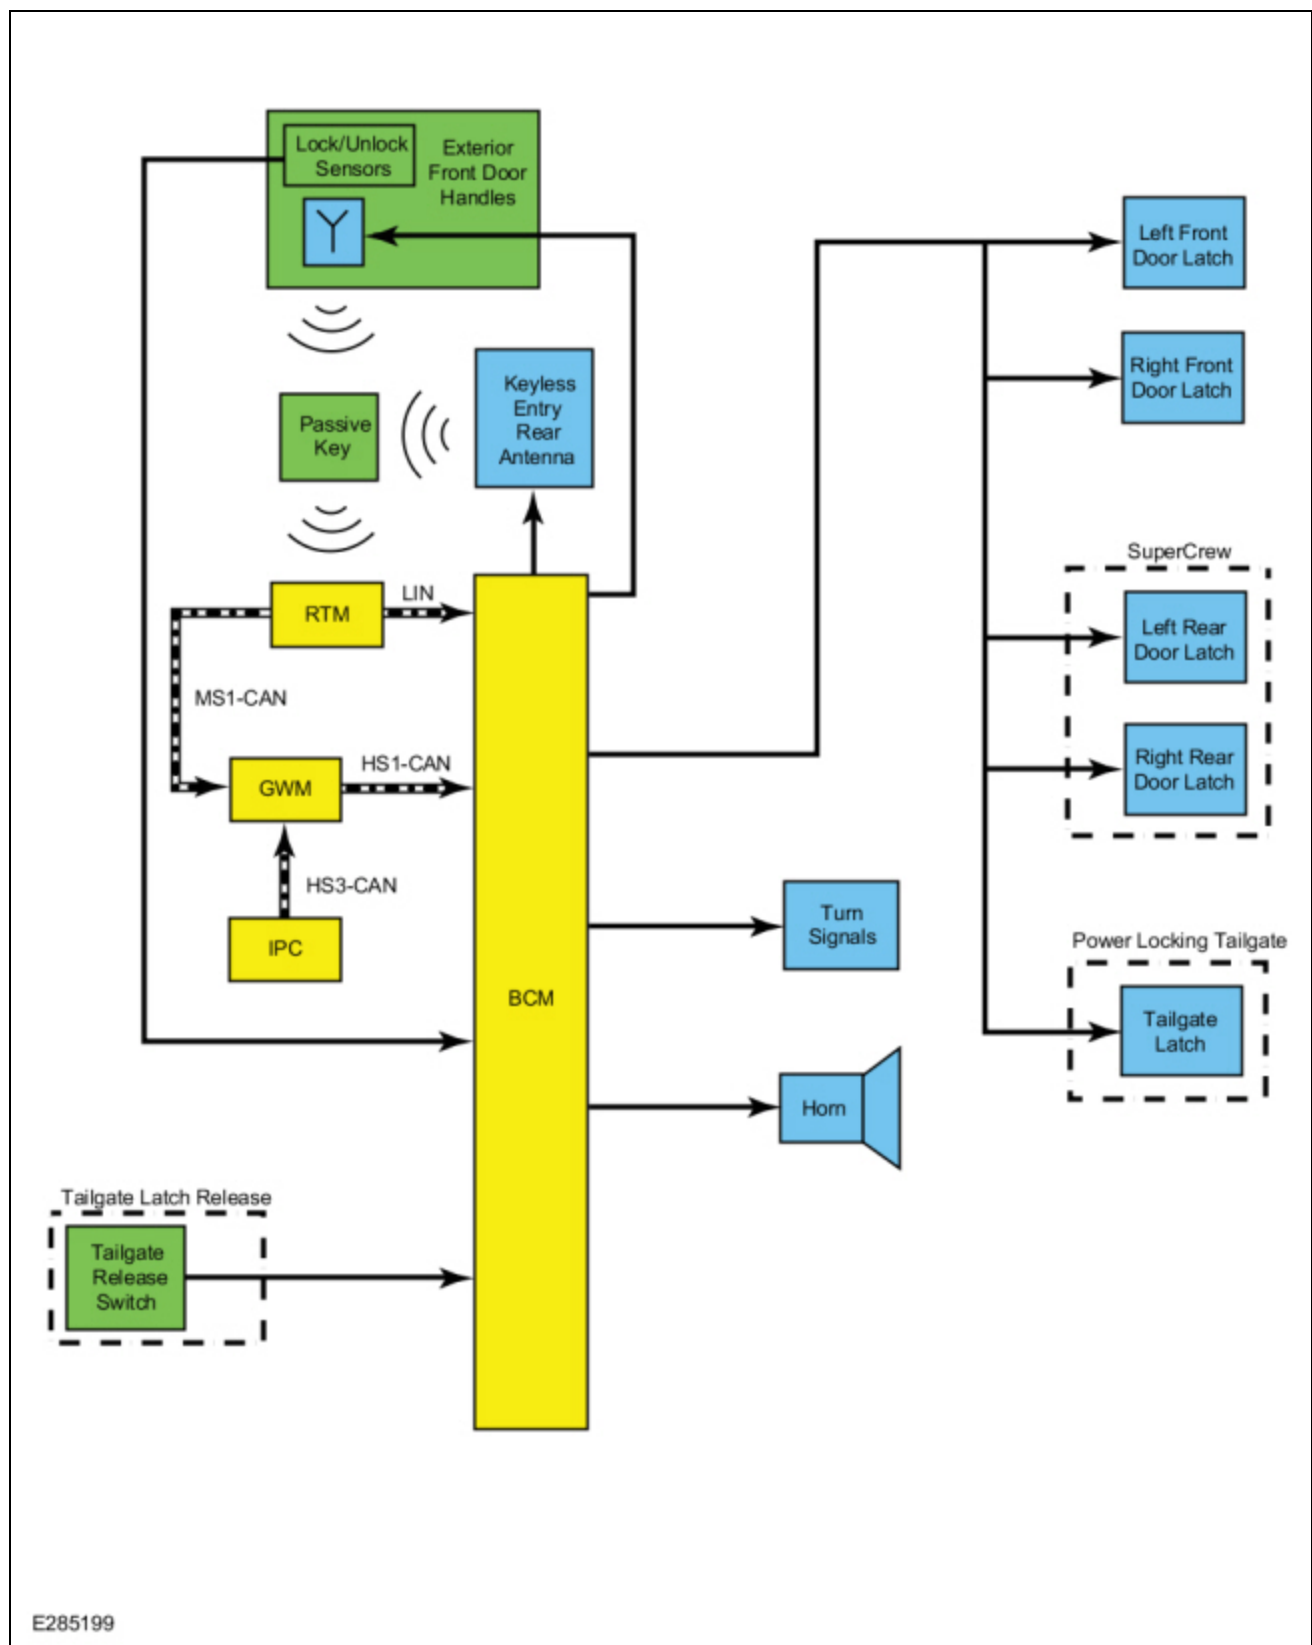 Lock/Unlock
Sensors
Exterior
Front Door
Handles
Left Front
Door Latch
Right Front
Door Latch
Keyless
Entry
Rear
Antenna
Passive
Key
SuperCrew
Left Rear
Door Latch
Right Rear
Door Latch
RTM
LIN
MS1-CAN
GWM
HS1-CAN
HS3-CAN
IPC
BCM
Turn
Signals
Horn
Power Locking Tailgate
Tailgate
Latch
Tailgate Latch Release
Tailgate
Release
Switch
E285199